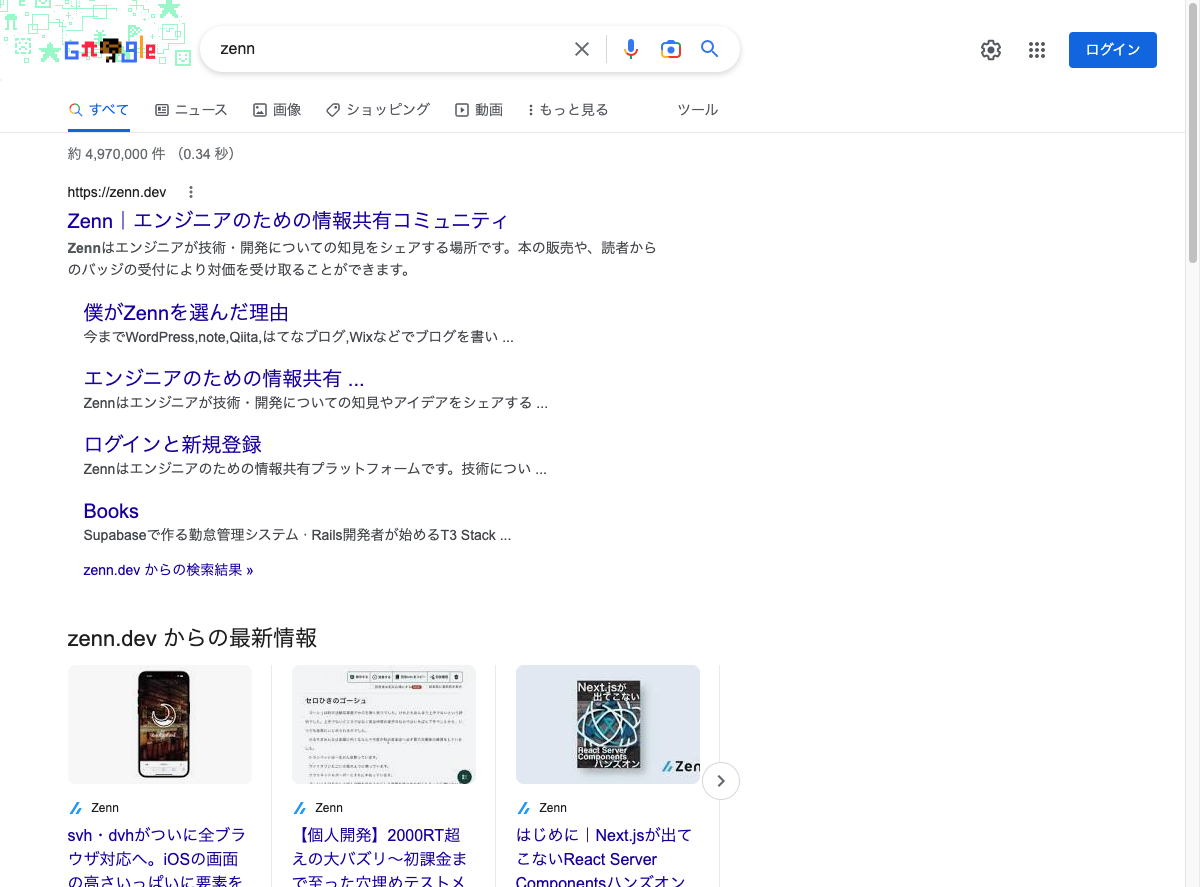 Google
zenn
ログイン
すべて
ニュース
画像
ショッピング
動画
もっと見る
ツール
約 4,970,000 件 （0.34 秒）
https://zenn.dev
Zenn｜エンジニアのための情報共有コミュニティ
Zennはエンジニアが技術・開発についての知見をシェアする場所です。本の販売や、読者から
のバッジの受付により対価を受け取ることができます。
僕がZennを選んだ理由
今までWordPress,note,Qiita,はてなブログ,Wixなどでブログを書い ...
エンジニアのための情報共有 ...
Zennはエンジニアが技術・開発についての知見やアイデアをシェアする ...
ログインと新規登録
Zennはエンジニアのための情報共有プラットフォームです。技術につい ...
Books
Supabaseで作る勤怠管理システム · Rails開発者が始めるT3 Stack ...
zenn.dev からの検索結果 »
zenn.dev からの最新情報
セロひきのゴーシュ
Next.jsが
出てこない
React Server
Components
ハンズオン
Zen
Zenn
Zenn
Zenn
svh・dvhがついに全ブラ
ウザ対応へ。iOSの画面
の高さいっぱいに要素を
【個人開発】2000RT超
えの大バズり〜初課金ま
で至った穴埋めテストメ
はじめに｜Next.jsが出て
こないReact Server
Componentsハンズオン